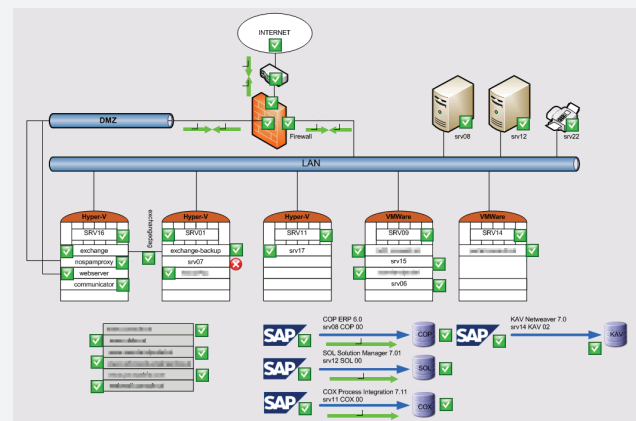 INTERNET
DMZ
Firewall
srv08
srv12
srv22
LAN
Hyper-V
SRV16
exchange
nospamproxy
webserver
communicator
exchangedag
Hyper-V
SRV01
exchange-backup
srv07
Hyper-V
SRV11
srv17
VMWare
SRV09
srv15
srv06
VMWare
SRV14
SAP
COP ERP 6.0
srv08 COP 00
COP
SAP
KAV Netweaver 7.0
srv14 KAV 02
KAV
SAP
SOL Solution Manager 7.01
srv12 SOL 00
SOL
SAP
COX Process Integration 7.11
srv11 COX 00
COX